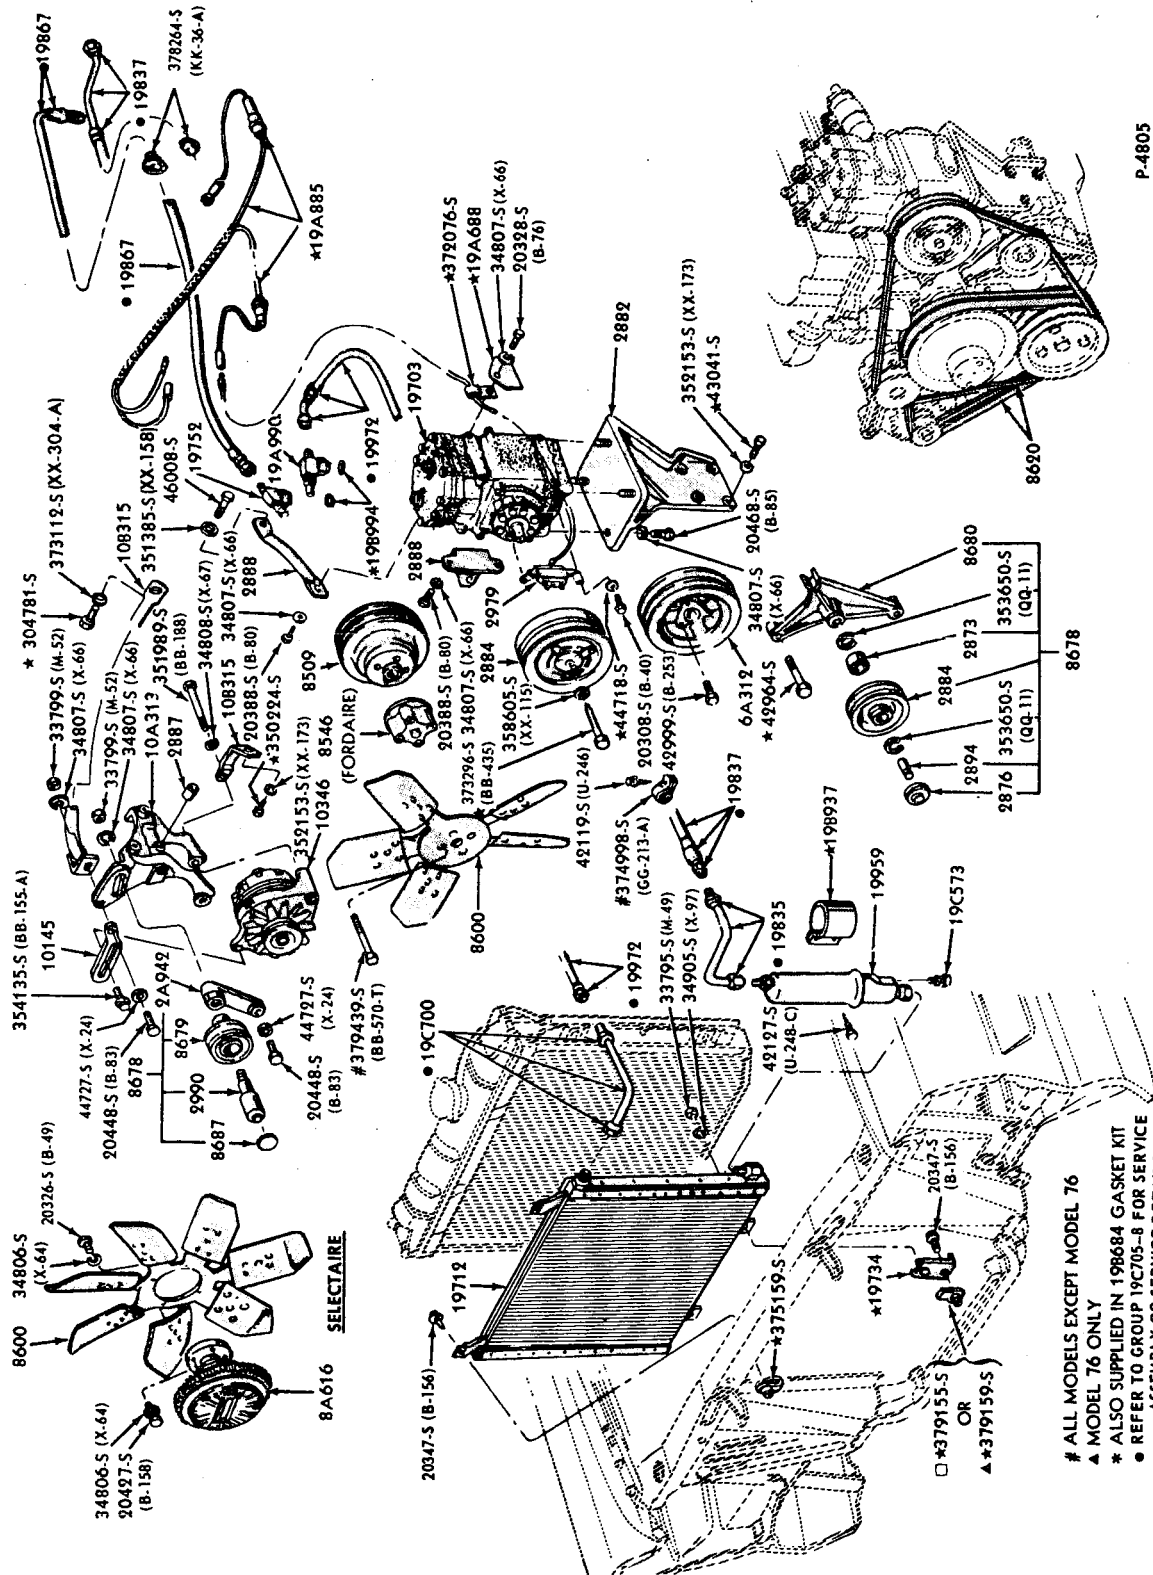 ●19867
●19837
378264-S
(KK-36-A)
●19867
★19A885
★304781-S
373112-S (XX-304-A)
10B315
351385-S (XX-158)
46008-S
19752
19A990
●19972
*19B994
33799-S (M-52)
34807-S (X-66)
33799-S (M-52)
34807-S (X-66)
10A313
351989-S
(BB-188)
2887
34808-S (X-67)
10B315
34807-S (X-66)
20388-S (B-80)
★350224-S
352153-S (XX-173)
2888
8509
8546
(FORDAIRE)
10346
354135-S (BB-155-A)
10145
44727-S (X-24)
20448-S (B-83)
8678
2A942
8679
2990
8687
44727-S
(X-24)
20448-S
(B-83)
#379439-S
(BB-570-T)
8600
19703
★372076-S
★19A688
34807-S (X-66)
20328-S
(B-76)
2882
352153-S (XX-173)
★43041-S
2888
20388-S (B-80)
34807-S (X-66)
2979
2884
358605-S
(XX-115)
373296-S
(BB-435)
★44718-S
20308-S (B-40)
42999-S (B-253)
20468-S
(B-85)
34807-S
(X-66)
6A312
★42964-S
8680
353650-S
(QQ-11)
2873
2884
353650-S
(QQ-11)
2894
2876
8678
8620
P-4805
8600
34806-S
(X-64)
20326-S (B-49)
34806-S (X-64)
20427-S
(B-158)
8A616
SELECTAIRE
42119-S (U-246)
#374998-S
(GG-213-A)
●19837
●19972
●19C700
33795-S (M-49)
34905-S (X-97)
●19835
★19B937
19959
19C573
42127-S
(U-248-C)
20347-S (B-156)
19712
★375159-S
★19734
20347-S
(B-156)
□★379155-S
OR
▲★379159-S
# ALL MODELS EXCEPT MODEL 76
▲ MODEL 76 ONLY
* ALSO SUPPLIED IN 19B684 GASKET KIT
● REFER TO GROUP 19C705-8 FOR SERVICE